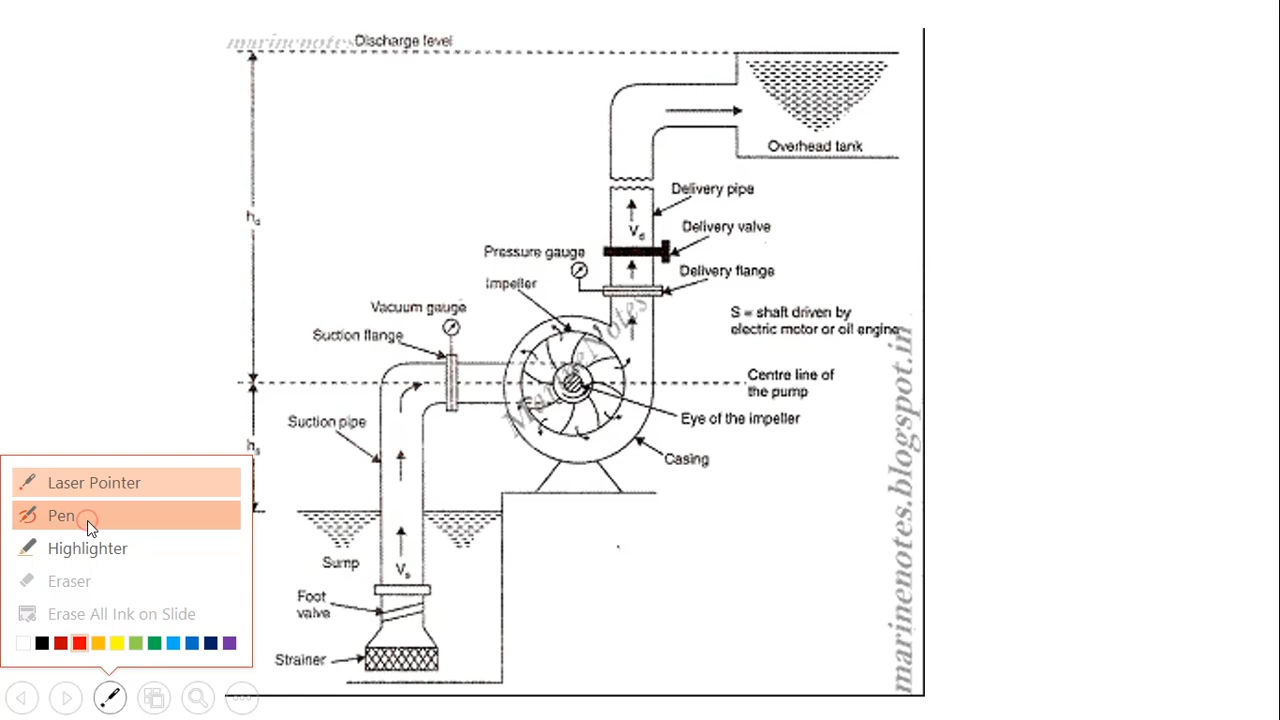 marinenotes
Discharge level
Overhead tank
Delivery pipe
hd
Vd
Delivery valve
Pressure gauge
Delivery flange
Impeller
Vacuum gauge
S = shaft driven by
electric motor or oil engine
Suction flange
MarineNotes
Centre line of
the pump
Eye of the impeller
Suction pipe
hs
Casing
Laser Pointer
Pen
Highlighter
Eraser
Erase All Ink on Slide
Sump
Vs
Foot
valve
Strainer
marinenotes.blogspot.in